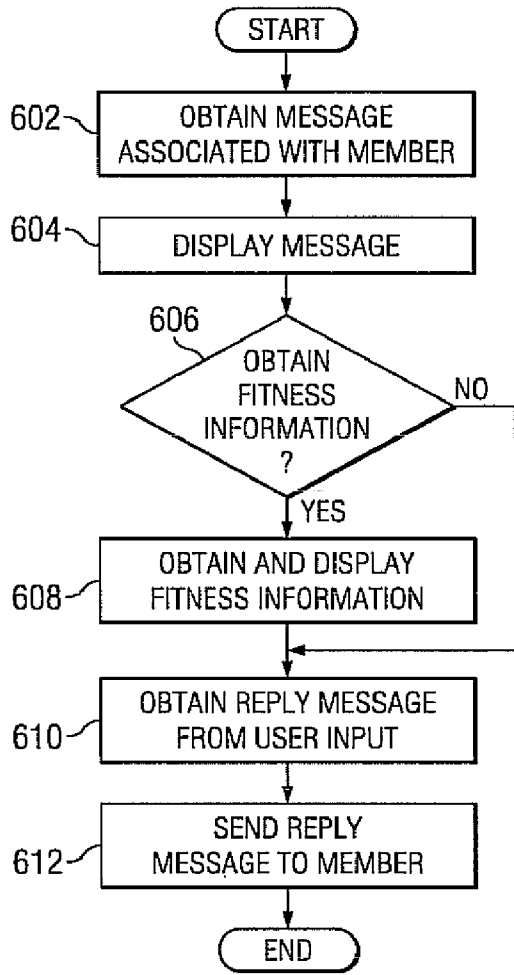 START
602
OBTAIN MESSAGE
ASSOCIATED WITH MEMBER
604
DISPLAY MESSAGE
606
OBTAIN
FITNESS
INFORMATION
?
NO
YES
608
OBTAIN AND DISPLAY
FITNESS INFORMATION
610
OBTAIN REPLY MESSAGE
FROM USER INPUT
612
SEND REPLY
MESSAGE TO MEMBER
END